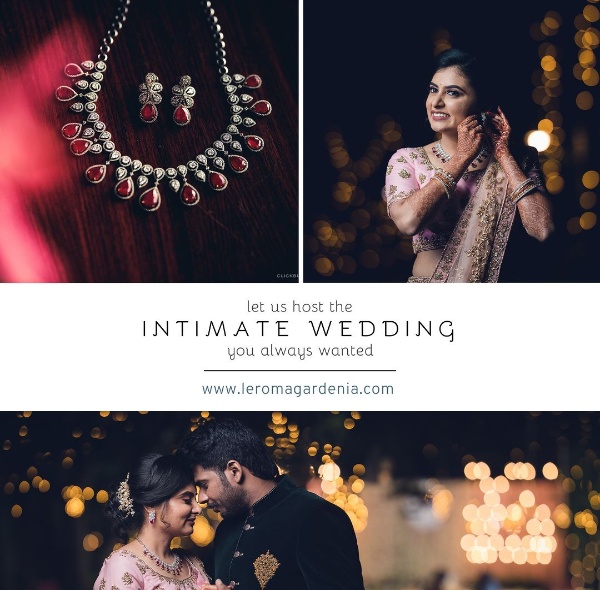 let us host the
INTIMATE WEDDING
you always wanted
www.leromagardenia.com